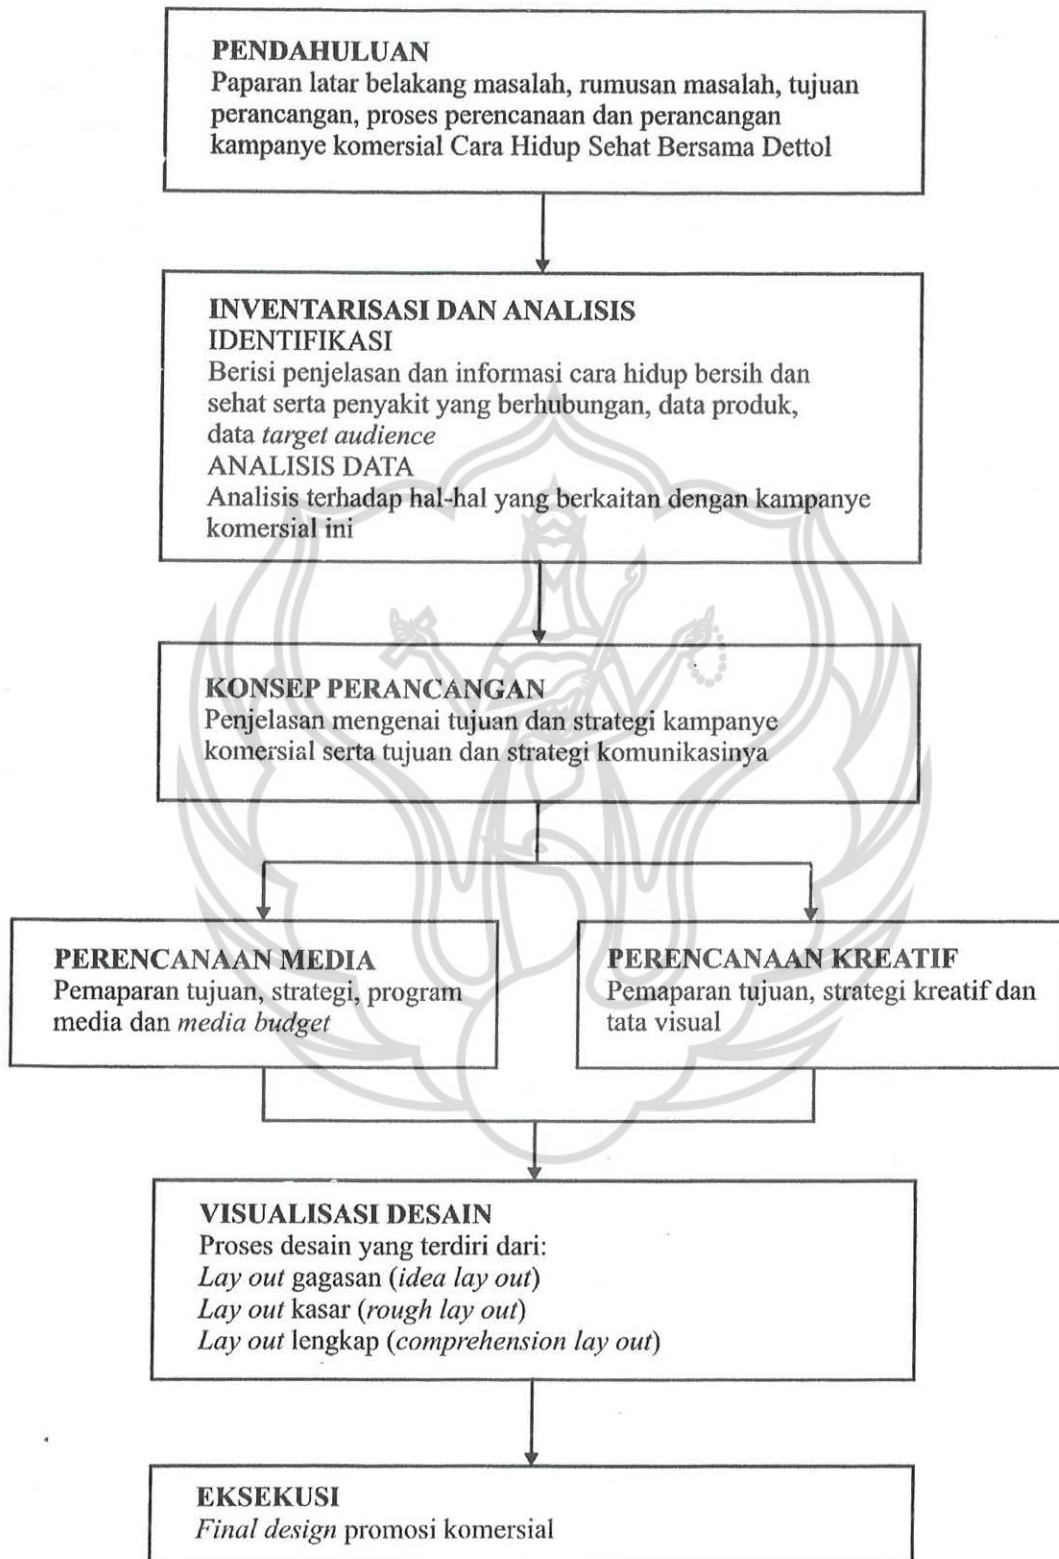 PENDAHULUAN
Paparan latar belakang masalah, rumusan masalah, tujuan
perancangan, proses perencanaan dan perancangan
kampanye komersial Cara Hidup Sehat Bersama Dettol
INVENTARISASI DAN ANALISIS
IDENTIFIKASI
Berisi penjelasan dan informasi cara hidup bersih dan
sehat serta penyakit yang berhubungan, data produk,
data target audience
ANALISIS DATA
Analisis terhadap hal-hal yang berkaitan dengan kampanye
komersial ini
KONSEP PERANCANGAN
Penjelasan mengenai tujuan dan strategi kampanye
komersial serta tujuan dan strategi komunikasinya
PERENCANAAN MEDIA
Pemaparan tujuan, strategi, program
media dan media budget
PERENCANAAN KREATIF
Pemaparan tujuan, strategi kreatif dan
tata visual
VISUALISASI DESAIN
Proses desain yang terdiri dari:
Lay out gagasan (idea lay out)
Lay out kasar (rough lay out)
Lay out lengkap (comprehension lay out)
EKSEKUSI
Final design promosi komersial